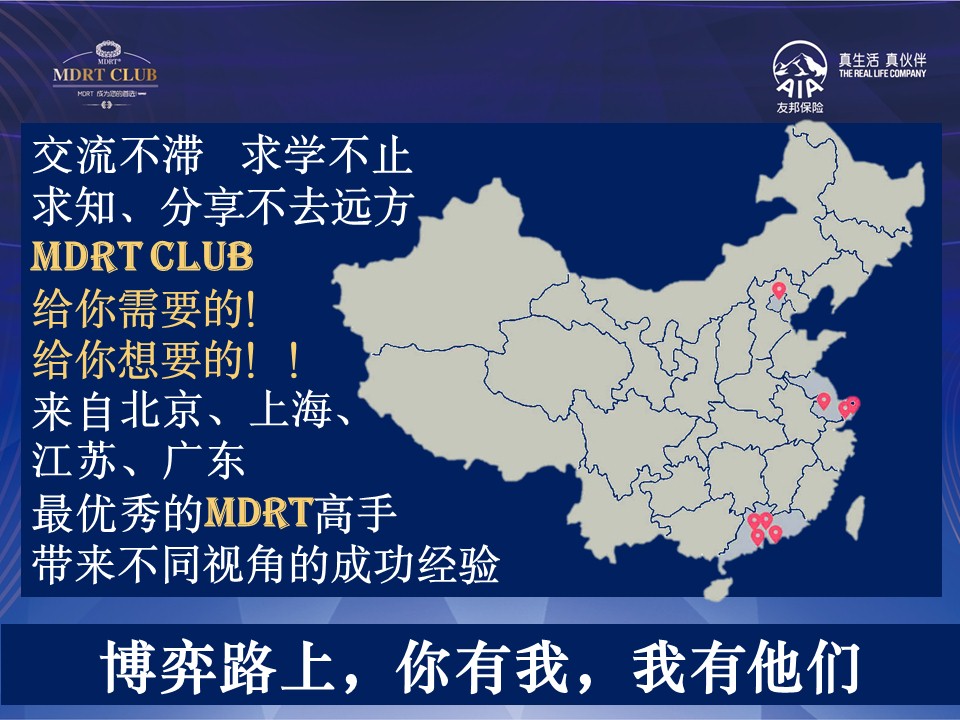 MDRT®
MDRT CLUB
MDRT 成为您的首选!
真生活 真伙伴
THE REAL LIFE COMPANY
AIA
友邦保险
交流不滞 求学不止
求知、分享不去远方
MDRT CLUB
给你需要的!
给你想要的! !
来自北京、上海、
江苏、广东
最优秀的MDRT高手
带来不同视角的成功经验
博弈路上，你有我，我有他们